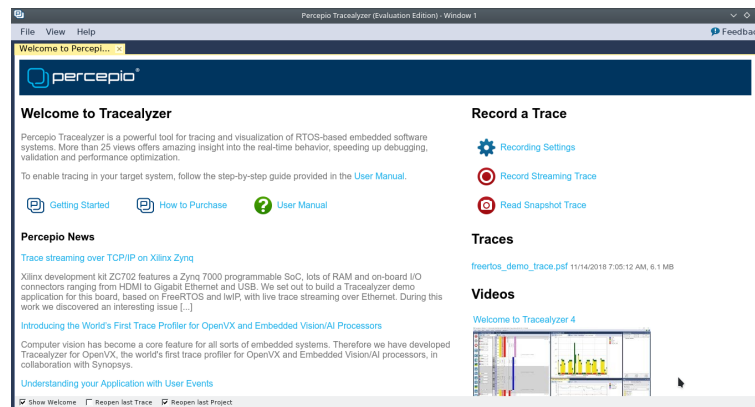 Percepio Tracealyzer (Evaluation Edition) - Window 1
File View Help
Feedbac
Welcome to Percepi...
percepio®
Welcome to Tracealyzer
Percepio Tracealyzer is a powerful tool for tracing and visualization of RTOS-based embedded software
systems. More than 25 views offers amazing insight into the real-time behavior, speeding up debugging,
validation and performance optimization.
To enable tracing in your target system, follow the step-by-step guide provided in the User Manual.
Getting Started How to Purchase User Manual
Percepio News
Trace streaming over TCP/IP on Xilinx Zynq
Xilinx development kit ZC702 features a Zynq 7000 programmable SoC, lots of RAM and on-board I/O
connectors ranging from HDMI to Gigabit Ethernet and USB. We set out to build a Tracealyzer demo
application for this board, based on FreeRTOS and lwIP, with live trace streaming over Ethernet. During this
work we discovered an interesting issue [...]
Introducing the World's First Trace Profiler for OpenVX and Embedded Vision/AI Processors
Computer vision has become a core feature for all sorts of embedded systems. Therefore we have developed
Tracealyzer for OpenVX, the world's first trace profiler for OpenVX and Embedded Vision/AI processors, in
collaboration with Synopsys.
Understanding your Application with User Events
Record a Trace
Recording Settings
Record Streaming Trace
Read Snapshot Trace
Traces
freertos_demo_trace.psf 11/14/2018 7:05:12 AM, 6.1 MB
Videos
Welcome to Tracealyzer 4
Show Welcome Reopen last Trace Reopen last Project